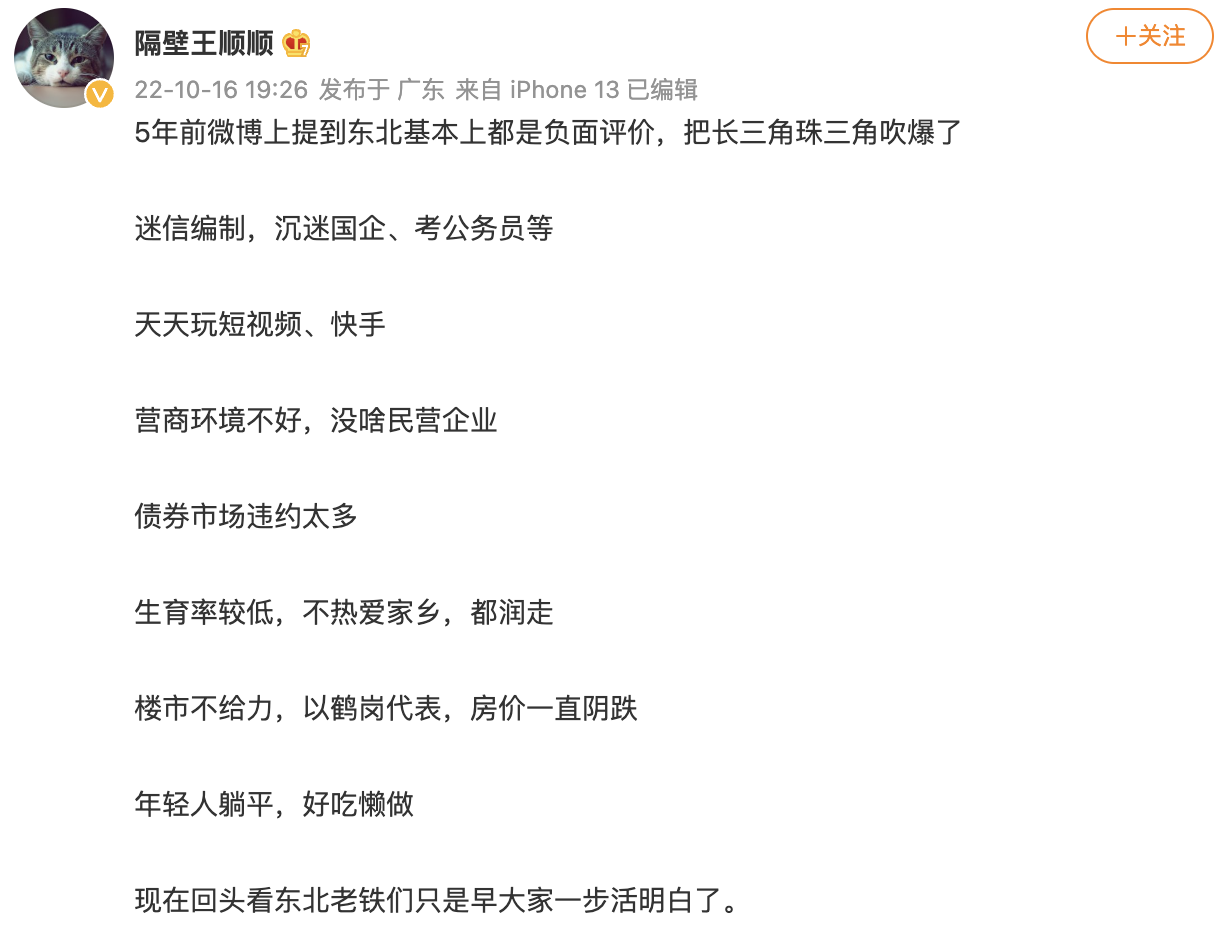 隔壁王顺顺
+关注
22-10-16 19:26 发布于 广东 来自 iPhone 13 已编辑
5年前微博上提到东北基本上都是负面评价，把长三角珠三角吹爆了
迷信编制，沉迷国企、考公务员等
天天玩短视频、快手
营商环境不好，没啥民营企业
债券市场违约太多
生育率较低，不热爱家乡，都润走
楼市不给力，以鹤岗代表，房价一直阴跌
年轻人躺平，好吃懒做
现在回头看东北老铁们只是早大家一步活明白了。